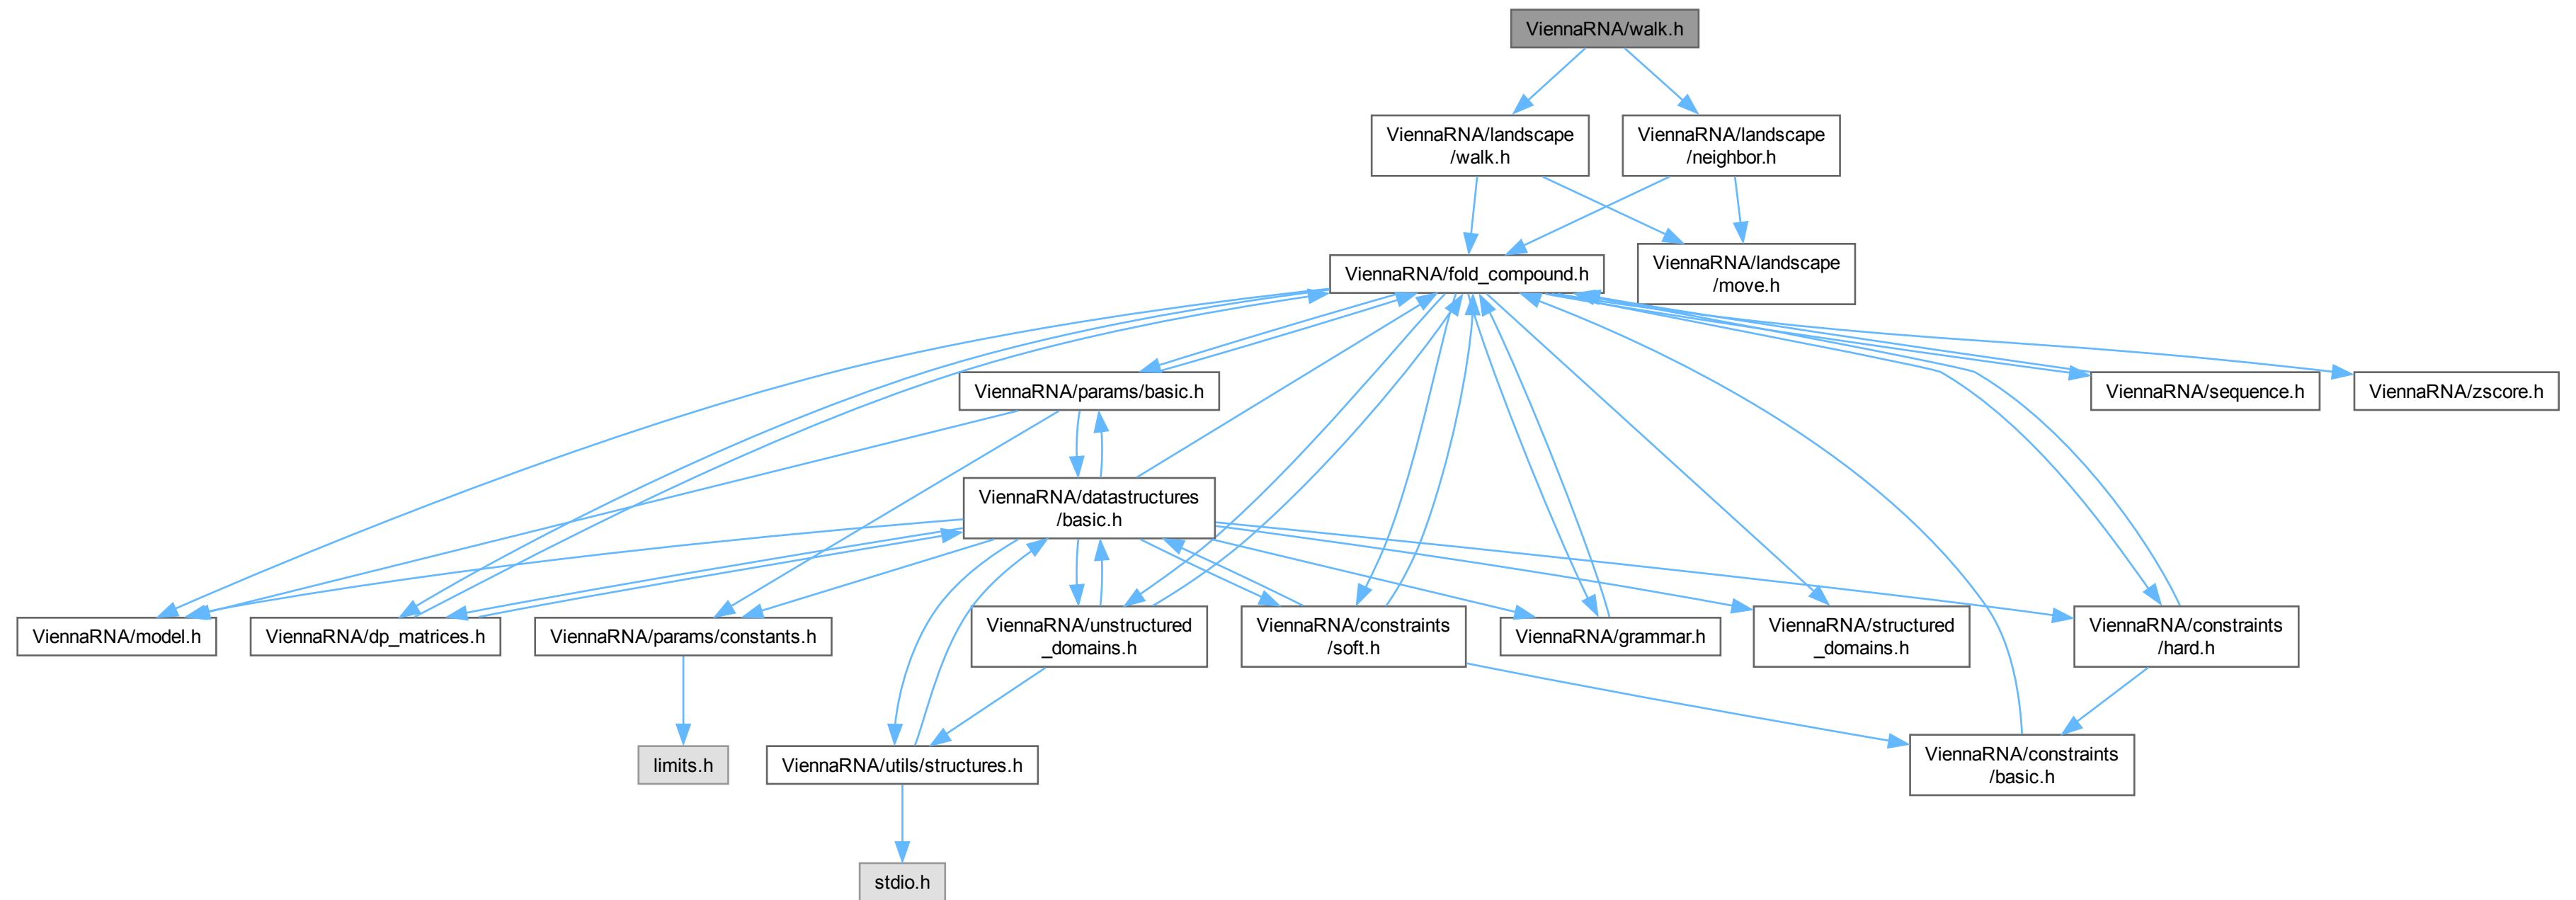 ViennaRNA/walk.h
ViennaRNA/landscape
/walk.h
ViennaRNA/landscape
/neighbor.h
ViennaRNA/fold_compound.h
ViennaRNA/landscape
/move.h
ViennaRNA/params/basic.h
ViennaRNA/sequence.h
ViennaRNA/zscore.h
ViennaRNA/datastructures
/basic.h
ViennaRNA/model.h
ViennaRNA/dp_matrices.h
ViennaRNA/params/constants.h
ViennaRNA/unstructured
_domains.h
ViennaRNA/constraints
/soft.h
ViennaRNA/grammar.h
ViennaRNA/structured
_domains.h
ViennaRNA/constraints
/hard.h
limits.h
ViennaRNA/utils/structures.h
ViennaRNA/constraints
/basic.h
stdio.h